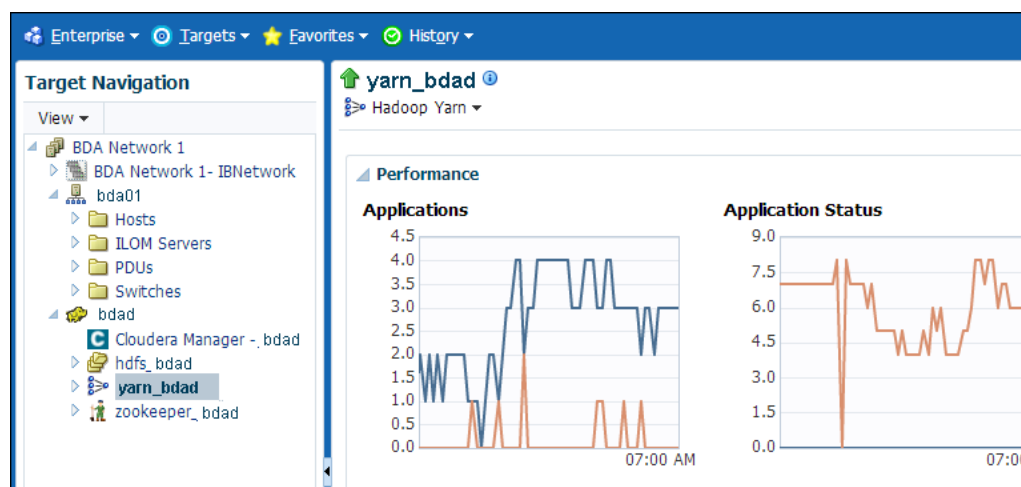 Enterprise Targets Favorites History
Target Navigation
View
BDA Network 1
BDA Network 1- IBNetwork
bda01
Hosts
ILOM Servers
PDUs
Switches
bdad
C Cloudera Manager - bdad
hdfs_bdad
yarn_bdad
zookeeper_bdad
yarn_bdad i
Hadoop Yarn
Performance
Applications
4.5
4.0
3.5
3.0
2.5
2.0
1.5
1.0
0.5
0.0
07:00 AM
Application Status
9.0
7.5
6.0
4.5
3.0
1.5
0.0
07:0